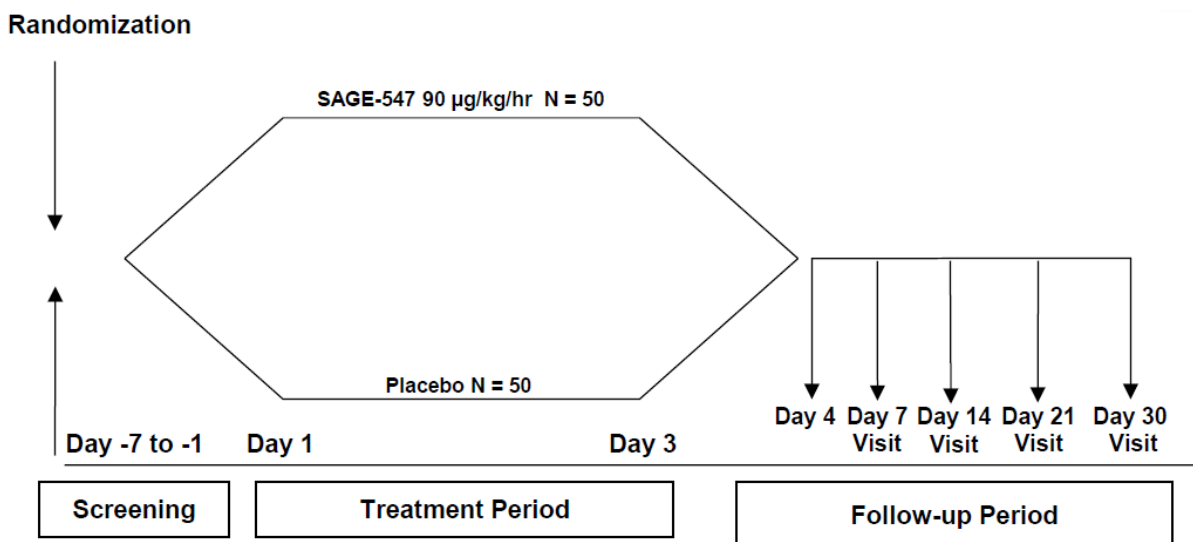 Randomization
SAGE-547 90 µg/kg/hr N = 50
Placebo N = 50
Day 4
Day 7
Visit
Day 14
Visit
Day 21
Visit
Day 30
Visit
Day -7 to -1
Day 1
Day 3
Screening
Treatment Period
Follow-up Period